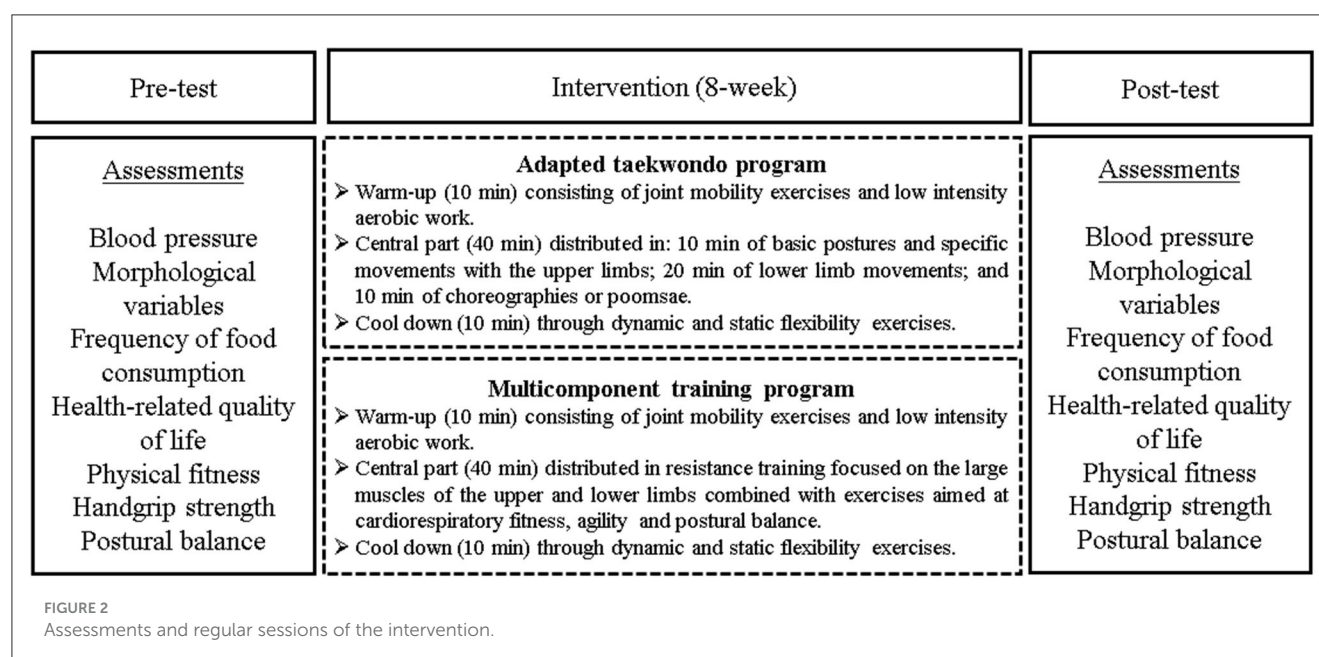 Pre-test
Intervention (8-week)
Post-test
Assessments
Blood pressure
Morphological
variables
Frequency of food
consumption
Health-related quality
of life
Physical fitness
Handgrip strength
Postural balance
Adapted taekwondo program
➢ Warm-up (10 min) consisting of joint mobility exercises and low intensity
aerobic work.
➢ Central part (40 min) distributed in: 10 min of basic postures and specific
movements with the upper limbs; 20 min of lower limb movements; and
10 min of choreographies or poomsae.
➢ Cool down (10 min) through dynamic and static flexibility exercises.
Multicomponent training program
➢ Warm-up (10 min) consisting of joint mobility exercises and low intensity
aerobic work.
➢ Central part (40 min) distributed in resistance training focused on the large
muscles of the upper and lower limbs combined with exercises aimed at
cardiorespiratory fitness, agility and postural balance.
➢ Cool down (10 min) through dynamic and static flexibility exercises.
Assessments
Blood pressure
Morphological
variables
Frequency of food
consumption
Health-related quality
of life
Physical fitness
Handgrip strength
Postural balance
FIGURE 2
Assessments and regular sessions of the intervention.